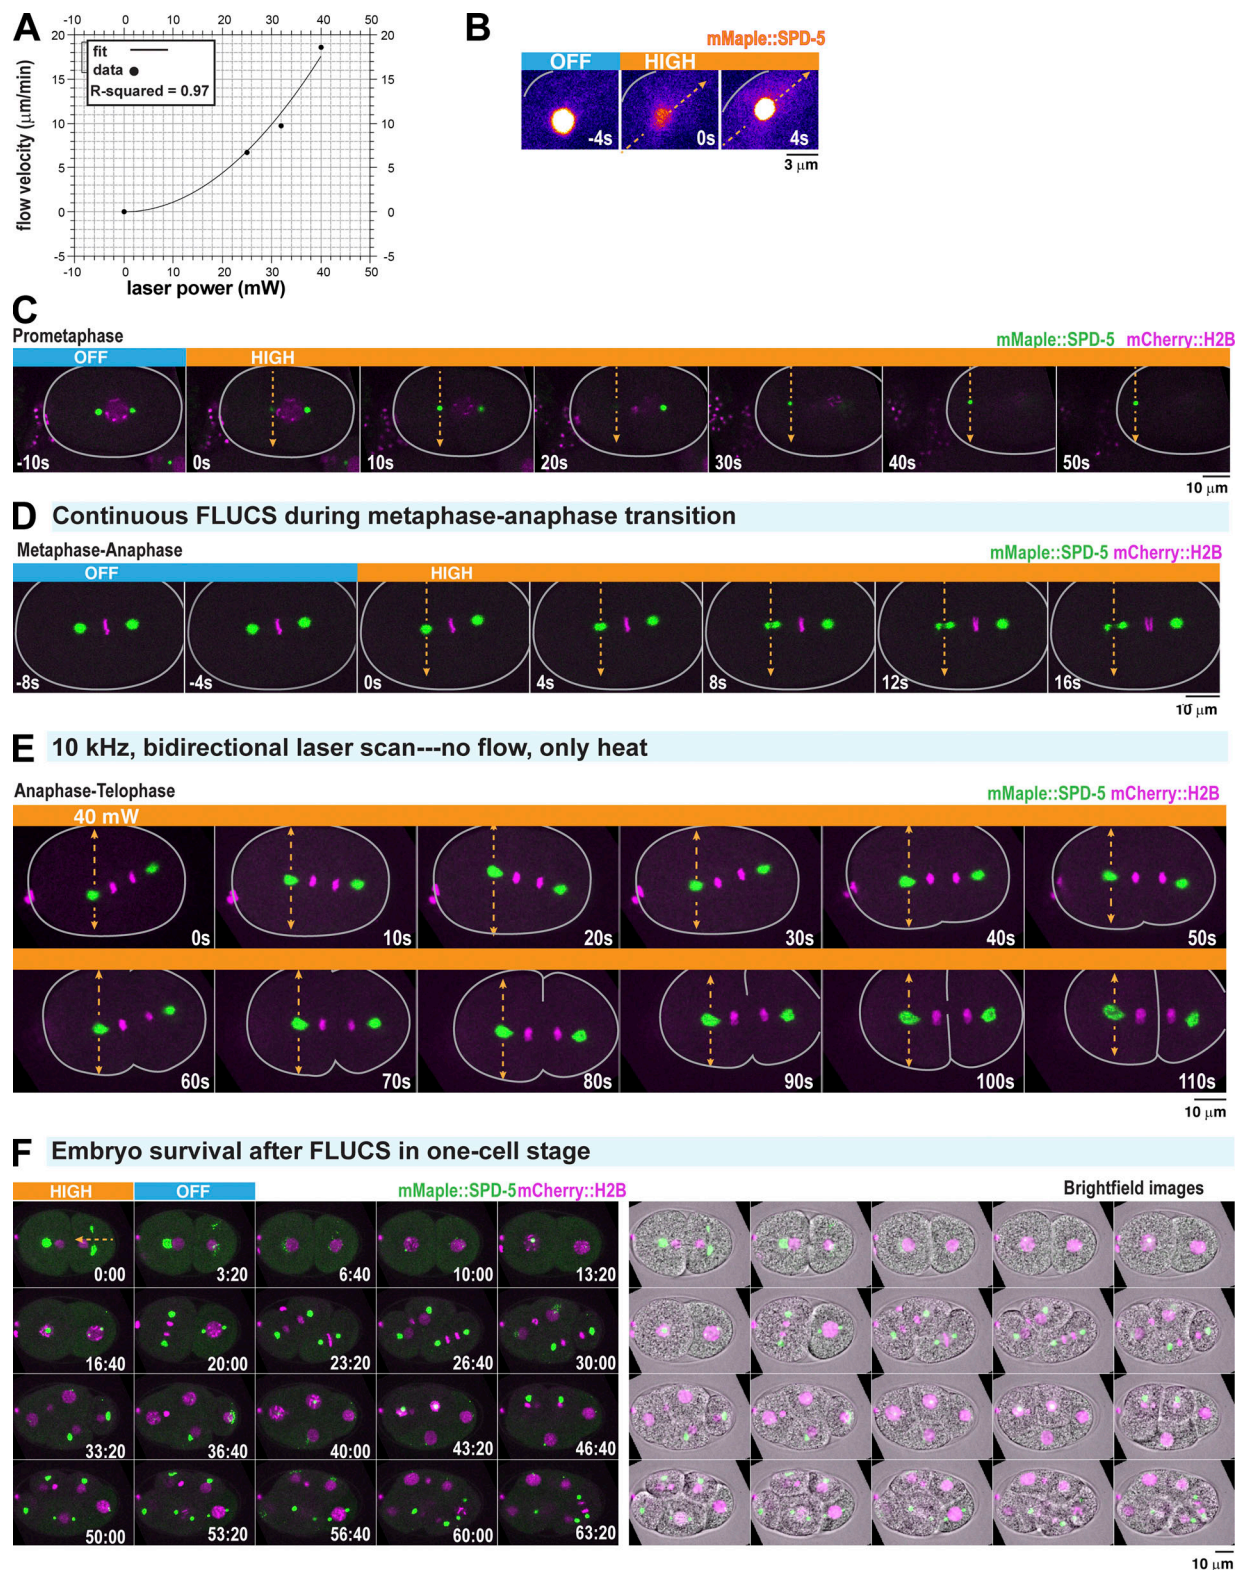 A
-10 0 10 20 30 40 50
20 20
15 15
10 10
5 5
0 0
-5 -5
-10 0 10 20 30 40 50
fit
data
R-squared = 0.97
flow velocity (μm/min)
laser power (mW)
B
mMaple::SPD-5
OFF HIGH
-4s 0s 4s
3 μm
C
Prometaphase
mMaple::SPD-5 mCherry::H2B
OFF HIGH
-10s 0s 10s 20s 30s 40s 50s
10 μm
D Continuous FLUCS during metaphase-anaphase transition
Metaphase-Anaphase
mMaple::SPD-5 mCherry::H2B
OFF HIGH
-8s -4s 0s 4s 8s 12s 16s
10 μm
E 10 kHz, bidirectional laser scan---no flow, only heat
Anaphase-Telophase
mMaple::SPD-5 mCherry::H2B
40 mW
0s 10s 20s 30s 40s 50s
60s 70s 80s 90s 100s 110s
10 μm
F Embryo survival after FLUCS in one-cell stage
HIGH OFF mMaple::SPD-5mCherry::H2B Brightfield images
0:00 3:20 6:40 10:00 13:20
16:40 20:00 23:20 26:40 30:00
33:20 36:40 40:00 43:20 46:40
50:00 53:20 56:40 60:00 63:20
10 μm